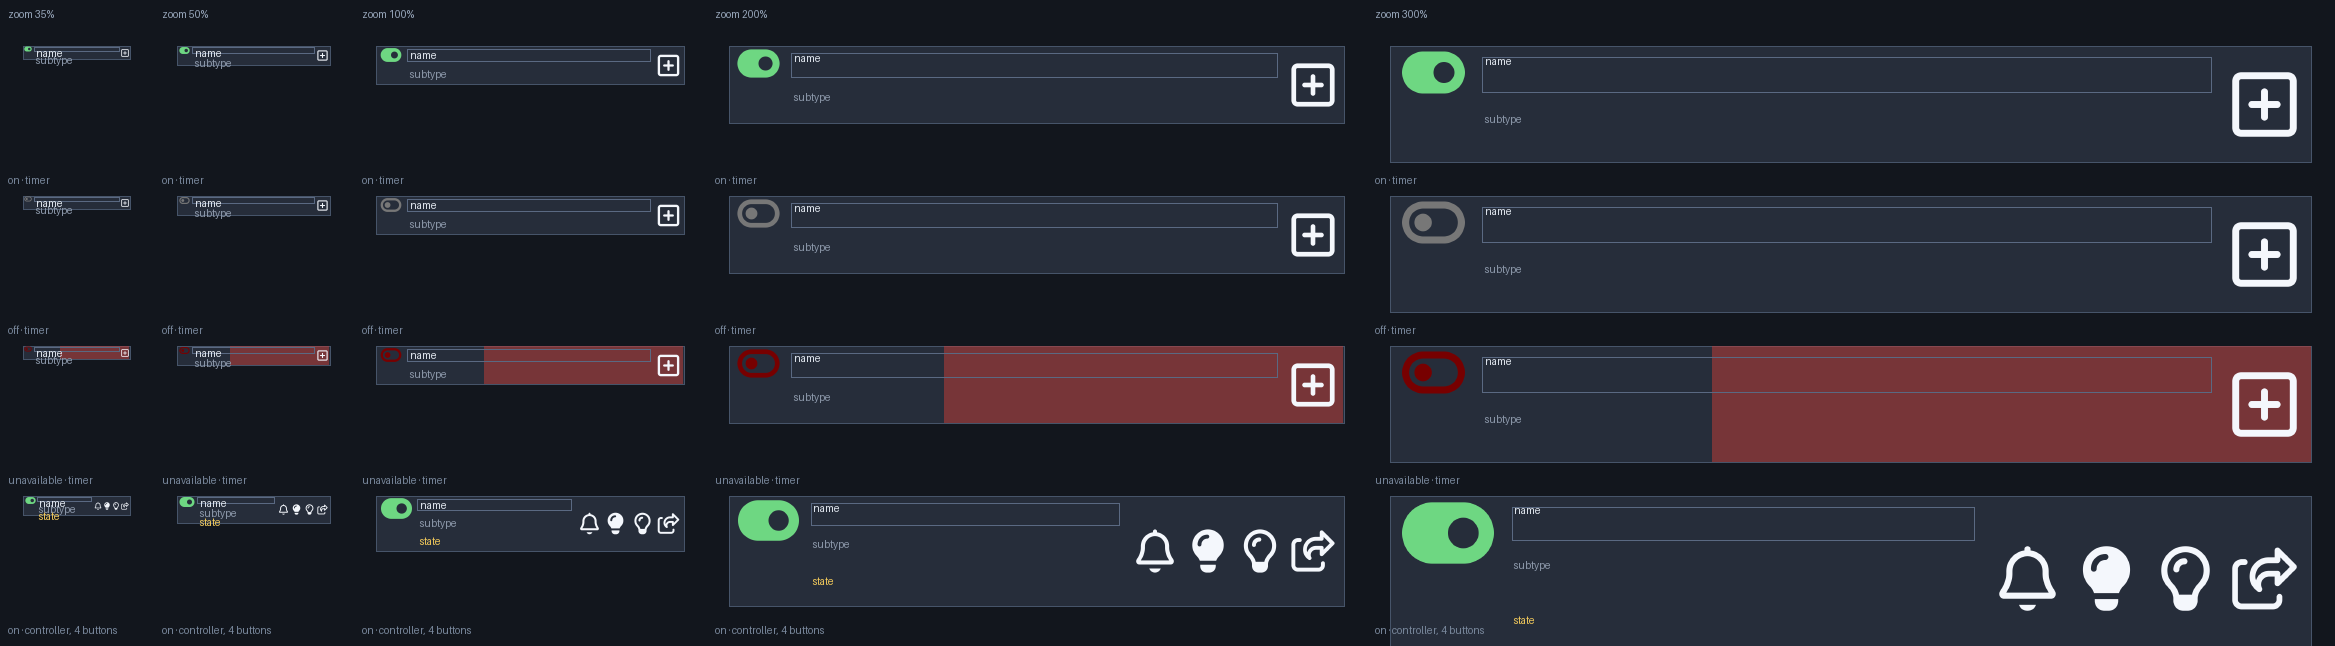 zoom 35% zoom 50% zoom 100% zoom 200% zoom 300%
name name name name name
subtype subtype subtype subtype subtype
on·timer on·timer on·timer on·timer on·timer
name name name name name
subtype subtype subtype subtype subtype
off·timer off·timer off·timer off·timer off·timer
name name name name name
subtype subtype subtype subtype subtype
unavailable·timer unavailable·timer unavailable·timer unavailable·timer unavailable·timer
name name name name name
subtype subtype subtype subtype subtype
state state state state state
on·controller, 4 buttons on·controller, 4 buttons on·controller, 4 buttons on·controller, 4 buttons on·controller, 4 buttons